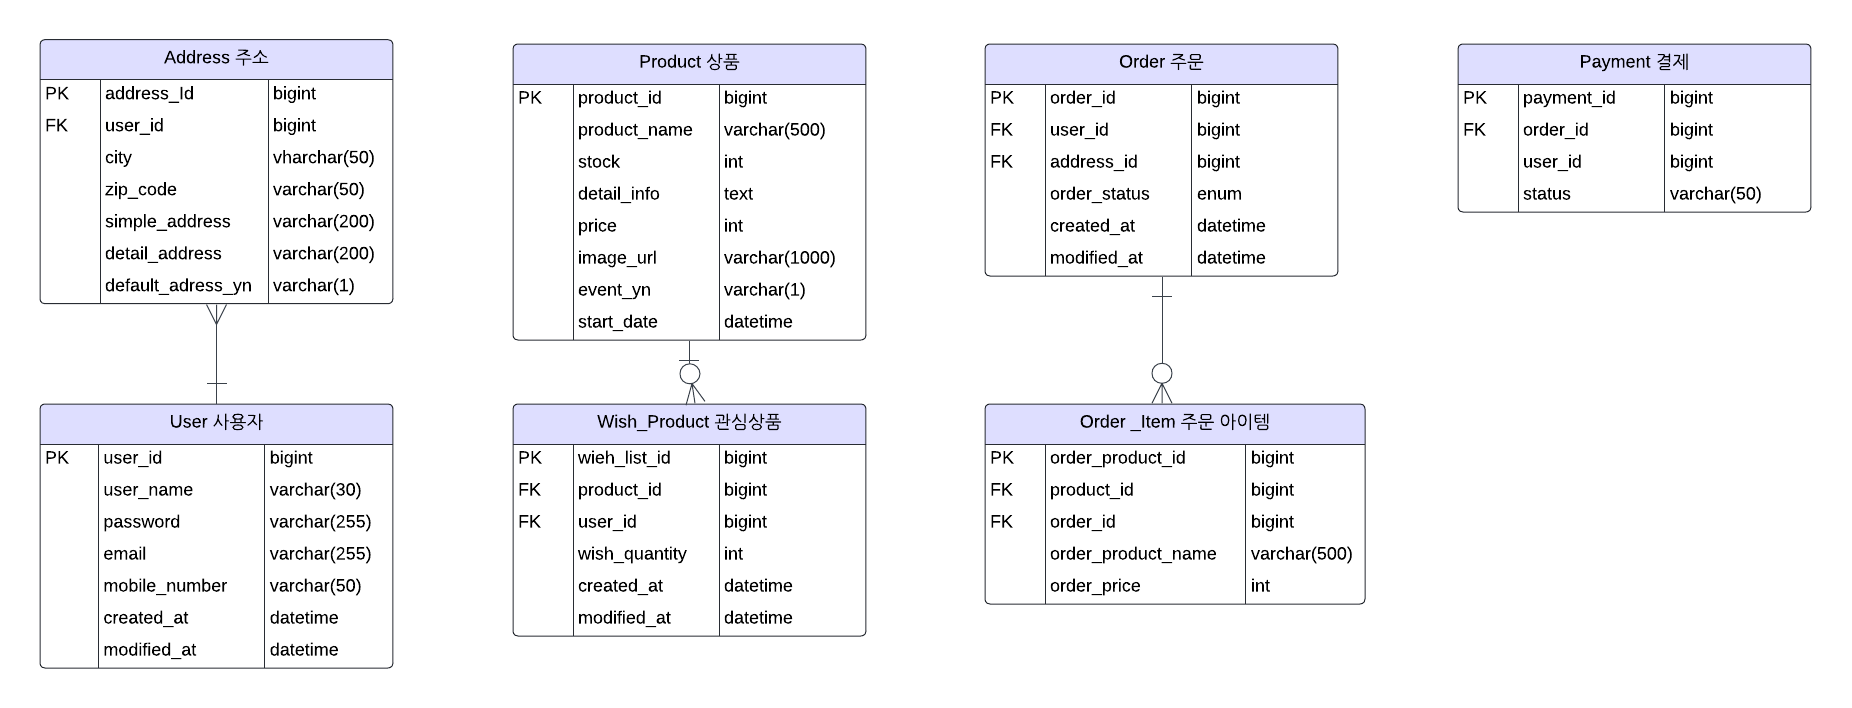 Address 주소
PK address_Id bigint
FK user_id bigint
city vharchar(50)
zip_code varchar(50)
simple_address varchar(200)
detail_address varchar(200)
default_adress_yn varchar(1)
User 사용자
PK user_id bigint
user_name varchar(30)
password varchar(255)
email varchar(255)
mobile_number varchar(50)
created_at datetime
modified_at datetime
Product 상품
PK product_id bigint
product_name varchar(500)
stock int
detail_info text
price int
image_url varchar(1000)
event_yn varchar(1)
start_date datetime
Wish_Product 관심상품
PK wieh_list_id bigint
FK product_id bigint
FK user_id bigint
wish_quantity int
created_at datetime
modified_at datetime
Order 주문
PK order_id bigint
FK user_id bigint
FK address_id bigint
order_status enum
created_at datetime
modified_at datetime
Order _Item 주문 아이템
PK order_product_id bigint
FK product_id bigint
FK order_id bigint
order_product_name varchar(500)
order_price int
Payment 결제
PK payment_id bigint
FK order_id bigint
user_id bigint
status varchar(50)